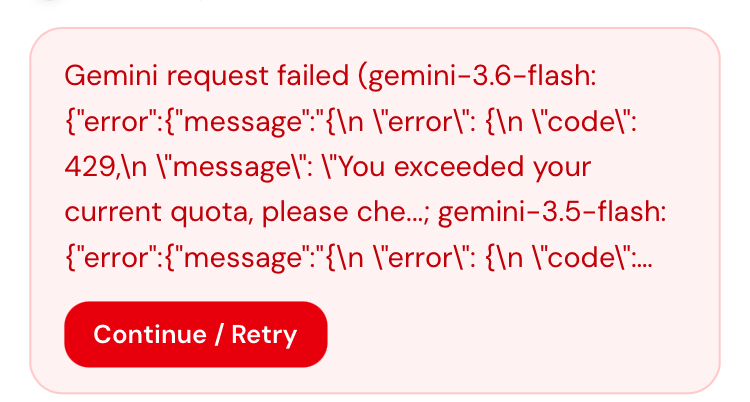 Gemini request failed (gemini-3.6-flash:
{"error":{"message":"{\n \"error\": {\n \"code\":
429,\n \"message\": \"You exceeded your
current quota, please che...; gemini-3.5-flash:
{"error":{"message":"{\n \"error\": {\n \"code\":...
Continue / Retry